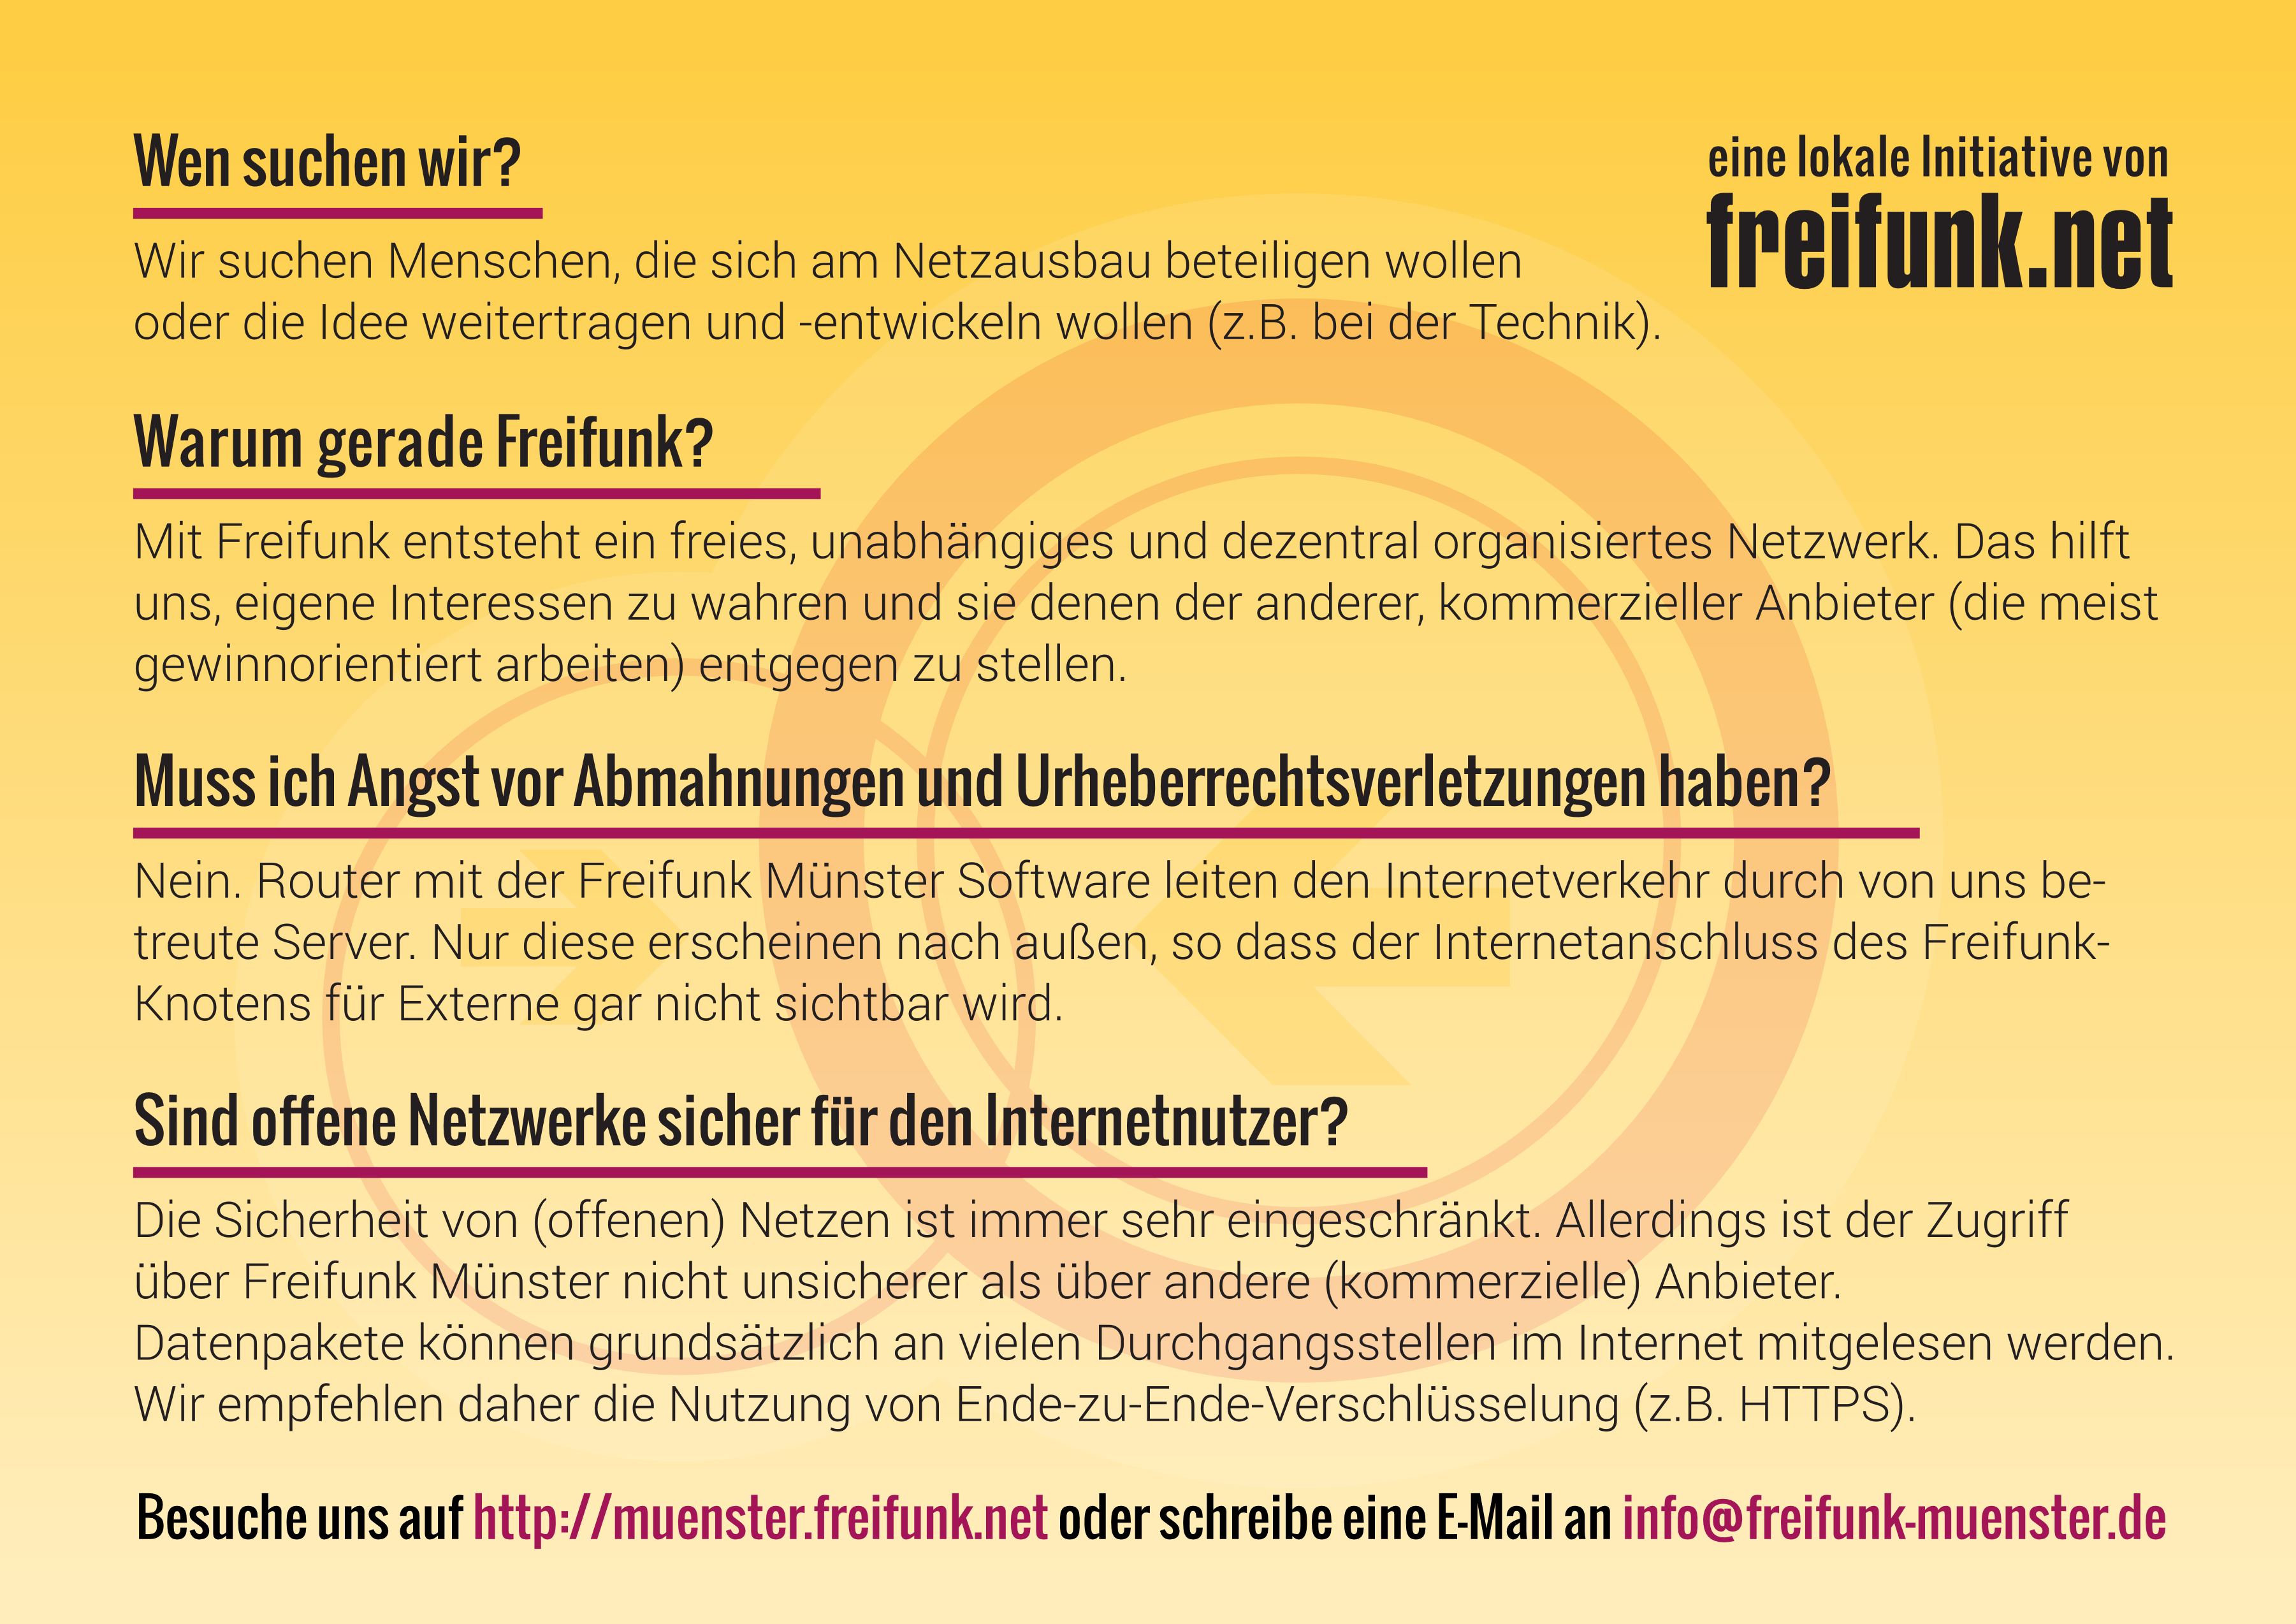 Wen suchen wir?
eine lokale Initiative von
freifunk.net
Wir suchen Menschen, die sich am Netzausbau beteiligen wollen
oder die Idee weitertragen und -entwickeln wollen (z.B. bei der Technik).
Warum gerade Freifunk?
Mit Freifunk entsteht ein freies, unabhängiges und dezentral organisiertes Netzwerk. Das hilft
uns, eigene Interessen zu wahren und sie denen der anderer, kommerzieller Anbieter (die meist
gewinnorientiert arbeiten) entgegen zu stellen.
Muss ich Angst vor Abmahnungen und Urheberrechtsverletzungen haben?
Nein. Router mit der Freifunk Münster Software leiten den Internetverkehr durch von uns be-
treute Server. Nur diese erscheinen nach außen, so dass der Internetanschluss des Freifunk-
Knotens für Externe gar nicht sichtbar wird.
Sind offene Netzwerke sicher für den Internetnutzer?
Die Sicherheit von (offenen) Netzen ist immer sehr eingeschränkt. Allerdings ist der Zugriff
über Freifunk Münster nicht unsicherer als über andere (kommerzielle) Anbieter.
Datenpakete können grundsätzlich an vielen Durchgangsstellen im Internet mitgelesen werden.
Wir empfehlen daher die Nutzung von Ende-zu-Ende-Verschlüsselung (z.B. HTTPS).
Besuche uns auf http://muenster.freifunk.net oder schreibe eine E-Mail an info@freifunk-muenster.de